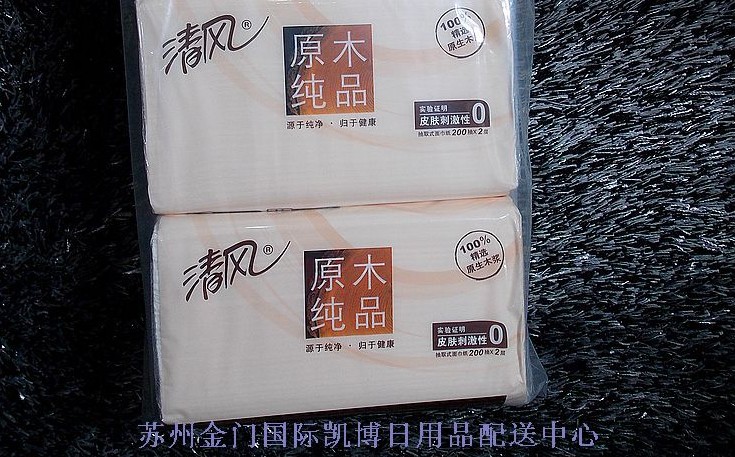 清风®
原木
纯品
源于纯净 · 归于健康
100%
精选
原生木
实验证明
皮肤刺激性 0
抽取式面巾纸 200抽×2层
清风®
原木
纯品
源于纯净 · 归于健康
100%
精选
原生木浆
实验证明
皮肤刺激性 0
抽取式面巾纸 200抽×2层
苏州金门国际凯博日用品配送中心